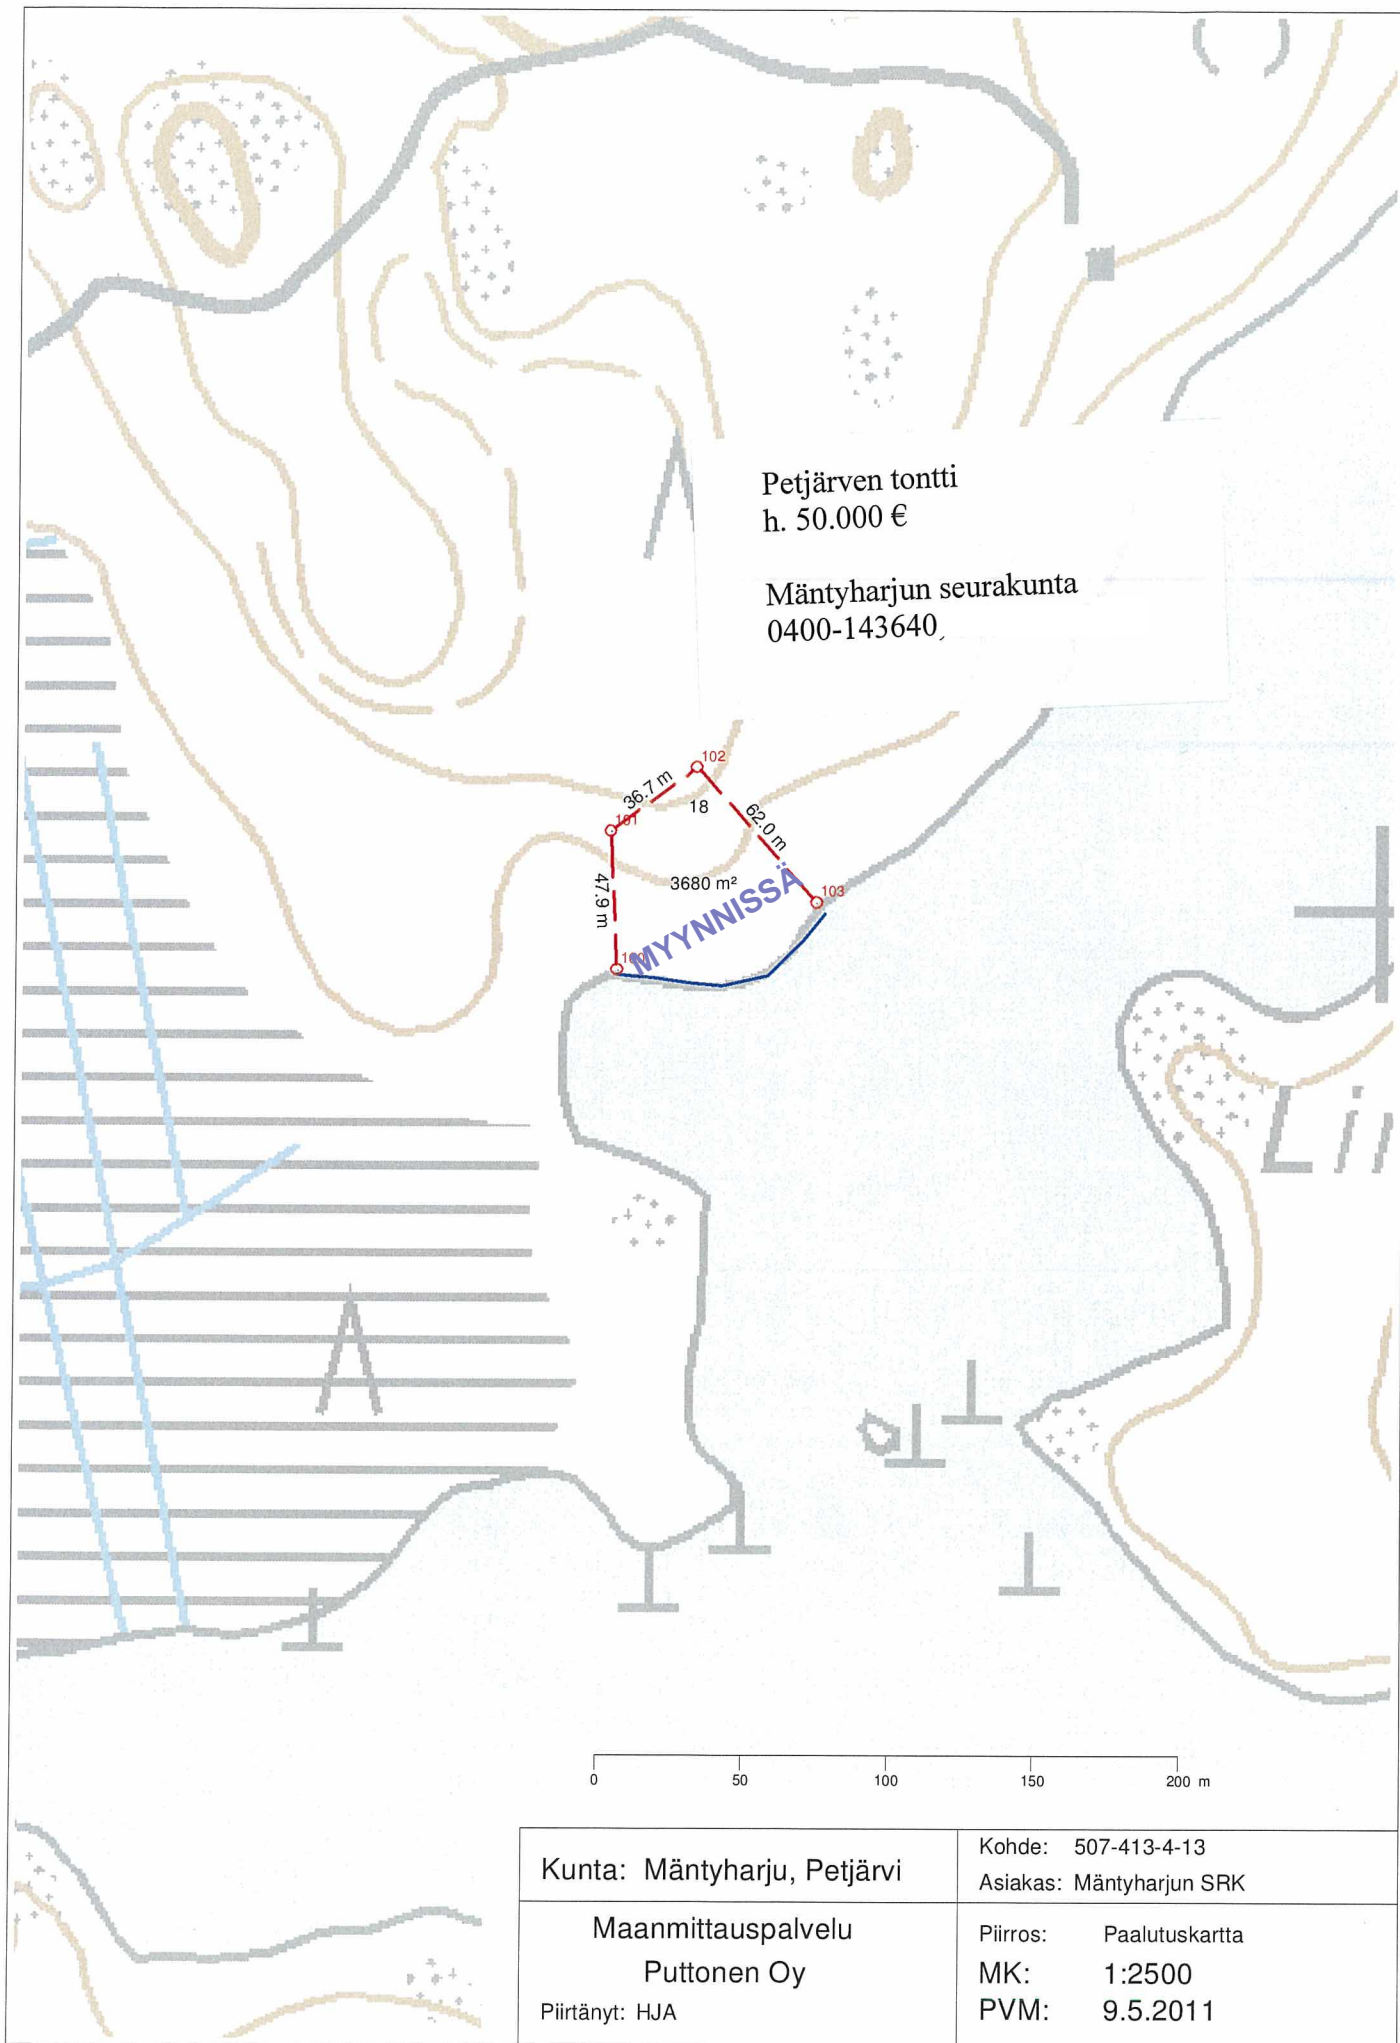 Petjärven tontti
h. 50.000 €
Mäntyharjun seurakunta
0400-143640
102
36.7 m
18
101
62.0 m
3680 m²
47.9 m
103
MYYNNISSÄ
100
Lii
0 50 100 150 200 m
Kunta: Mäntyharju, Petjärvi
Kohde: 507-413-4-13
Asiakas: Mäntyharjun SRK
Maanmittauspalvelu
Puttonen Oy
Piirtänyt: HJA
Piirros: Paalutuskartta
MK: 1:2500
PVM: 9.5.2011